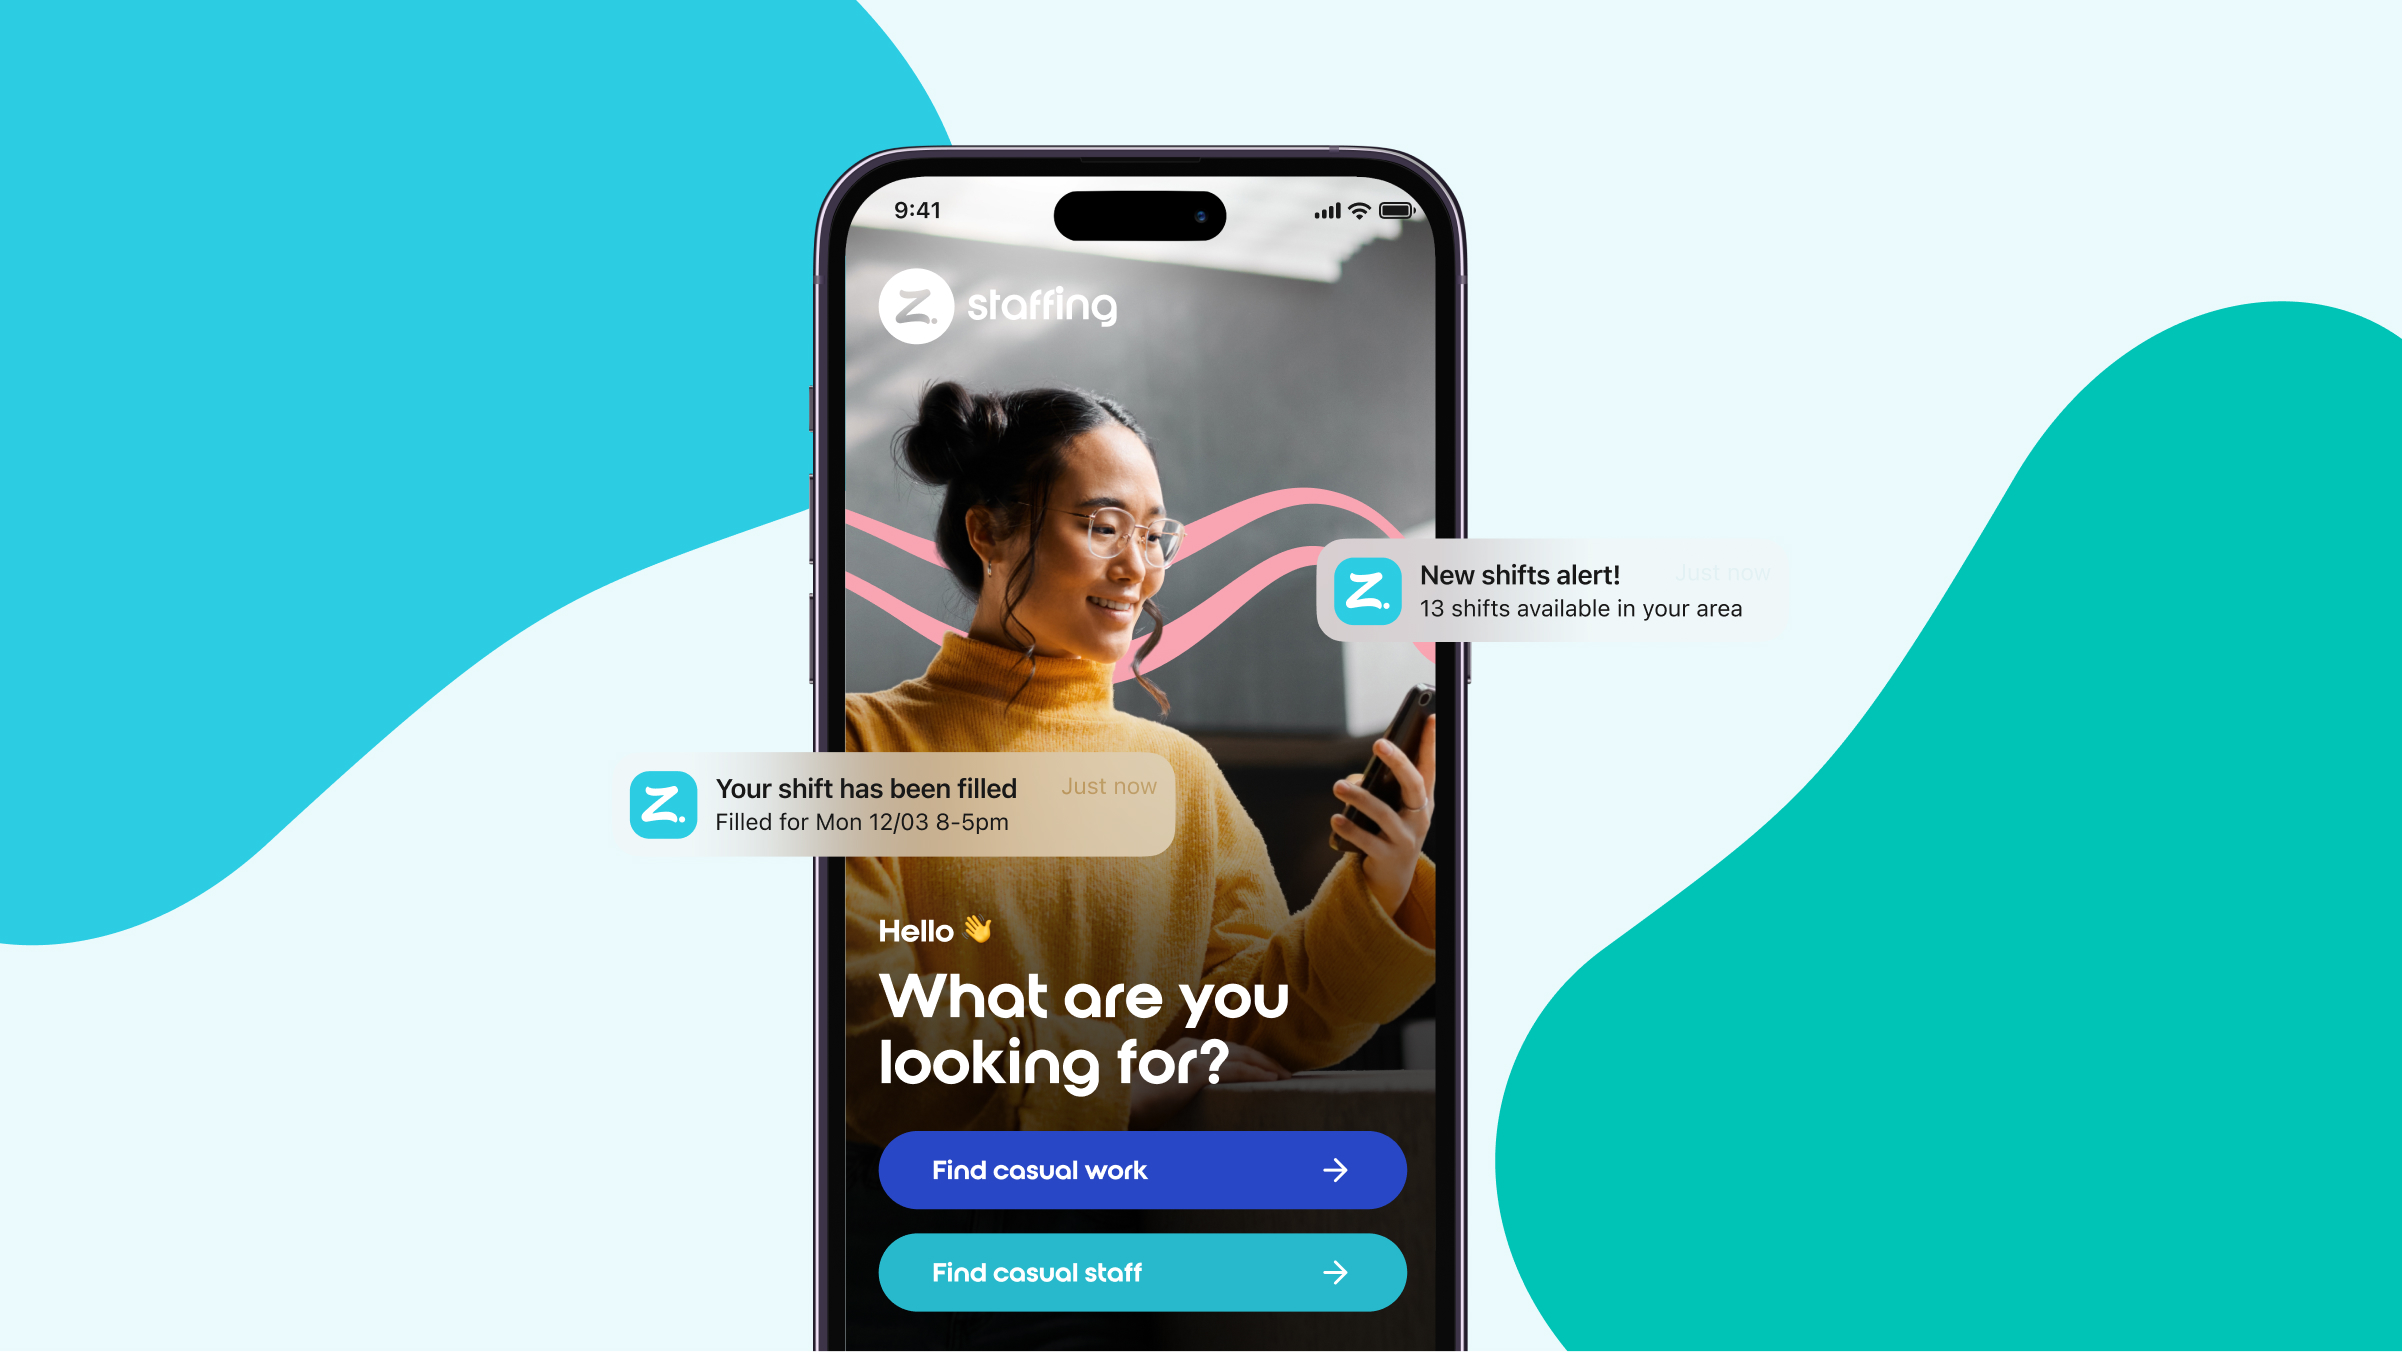 9:41
Z. staffing
New shifts alert!
Just now
13 shifts available in your area
Your shift has been filled
Just now
Filled for Mon 12/03 8-5pm
Hello 👋
What are you
looking for?
Find casual work
Find casual staff